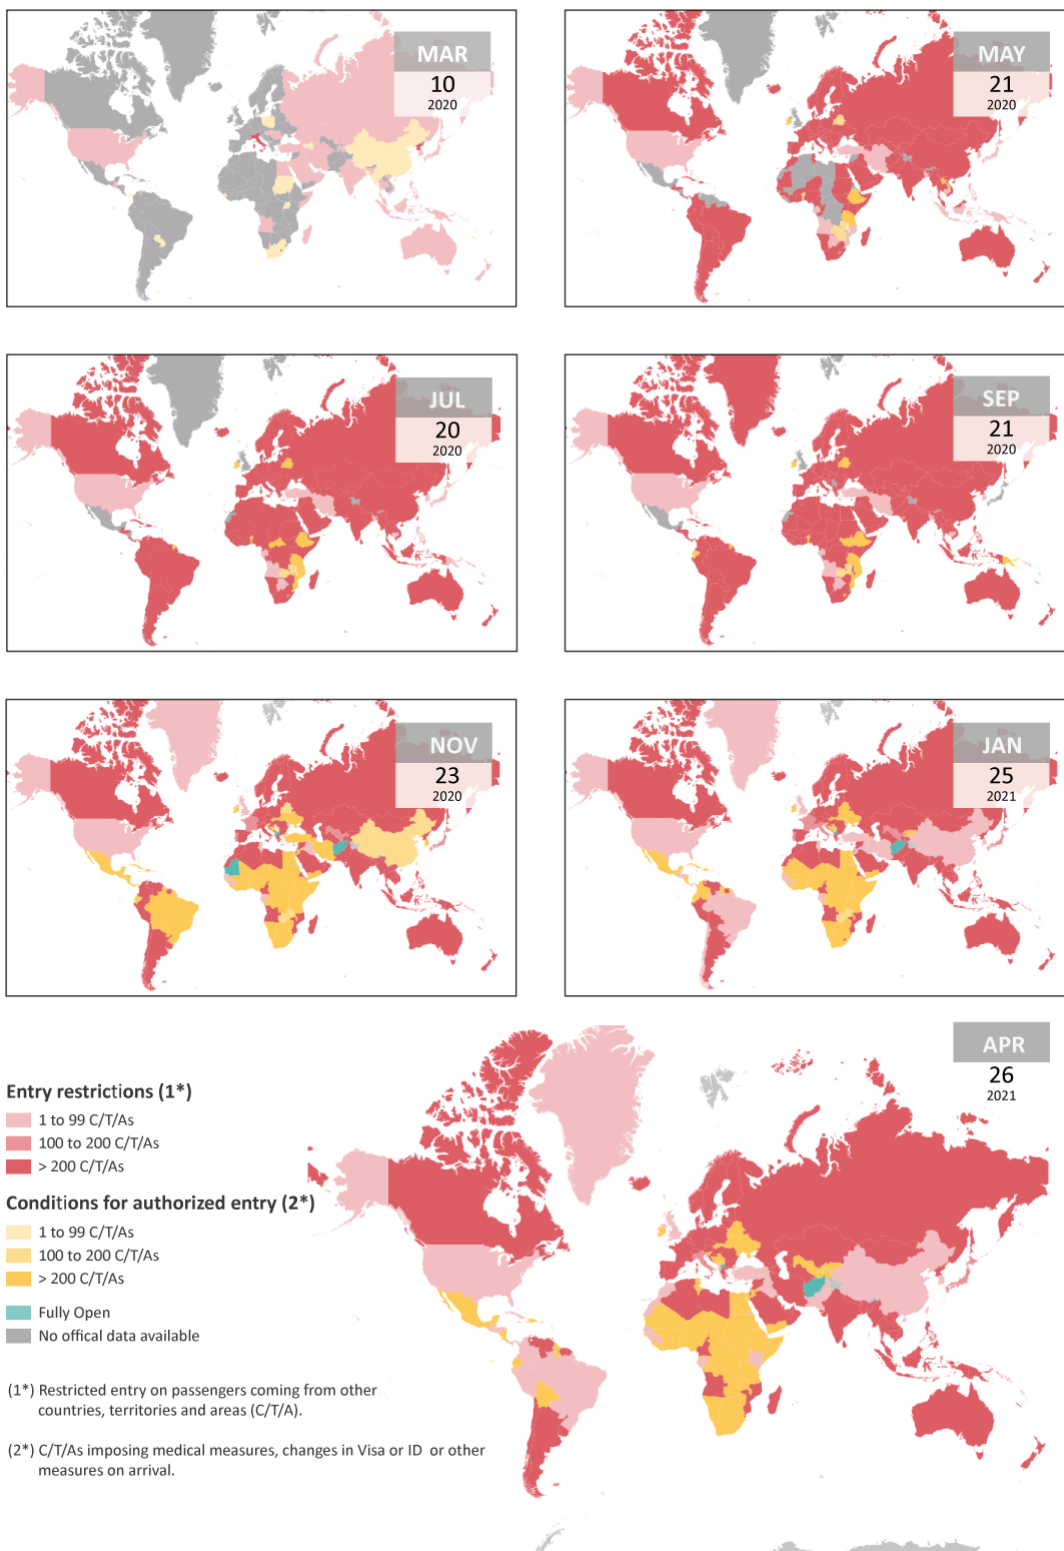 MAR
10
2020
MAY
21
2020
JUL
20
2020
SEP
21
2020
NOV
23
2020
JAN
25
2021
APR
26
2021
Entry restrictions (1*)
1 to 99 C/T/As
100 to 200 C/T/As
> 200 C/T/As
Conditions for authorized entry (2*)
1 to 99 C/T/As
100 to 200 C/T/As
> 200 C/T/As
Fully Open
No offical data available
(1*) Restricted entry on passengers coming from other
countries, territories and areas (C/T/A).
(2*) C/T/As imposing medical measures, changes in Visa or ID or other
measures on arrival.